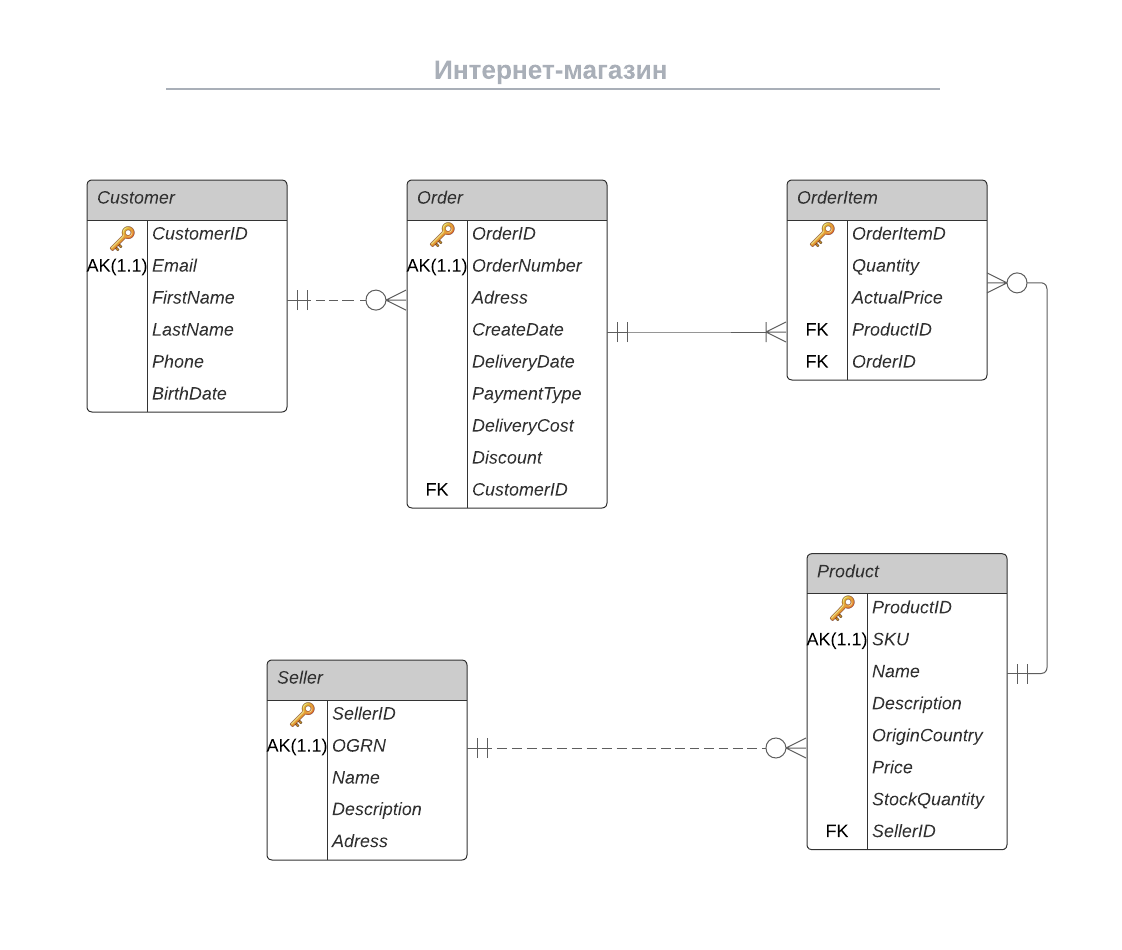 Интернет-магазин
Customer
CustomerID
AK(1.1) Email
FirstName
LastName
Phone
BirthDate
Order
OrderID
AK(1.1) OrderNumber
Adress
CreateDate
DeliveryDate
PaymentType
DeliveryCost
Discount
FK CustomerID
OrderItem
OrderItemD
Quantity
ActualPrice
FK ProductID
FK OrderID
Product
ProductID
AK(1.1) SKU
Name
Description
OriginCountry
Price
StockQuantity
FK SellerID
Seller
SellerID
AK(1.1) OGRN
Name
Description
Adress